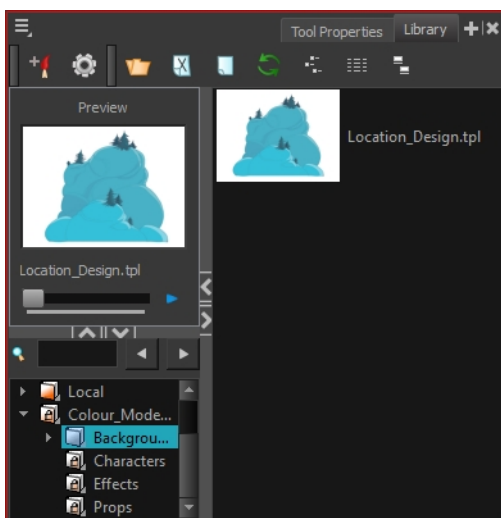 Tool Properties Library
Preview
Location_Design.tpl
Location_Design.tpl
Local
Colour_Mode...
Backgrou...
Characters
Effects
Props